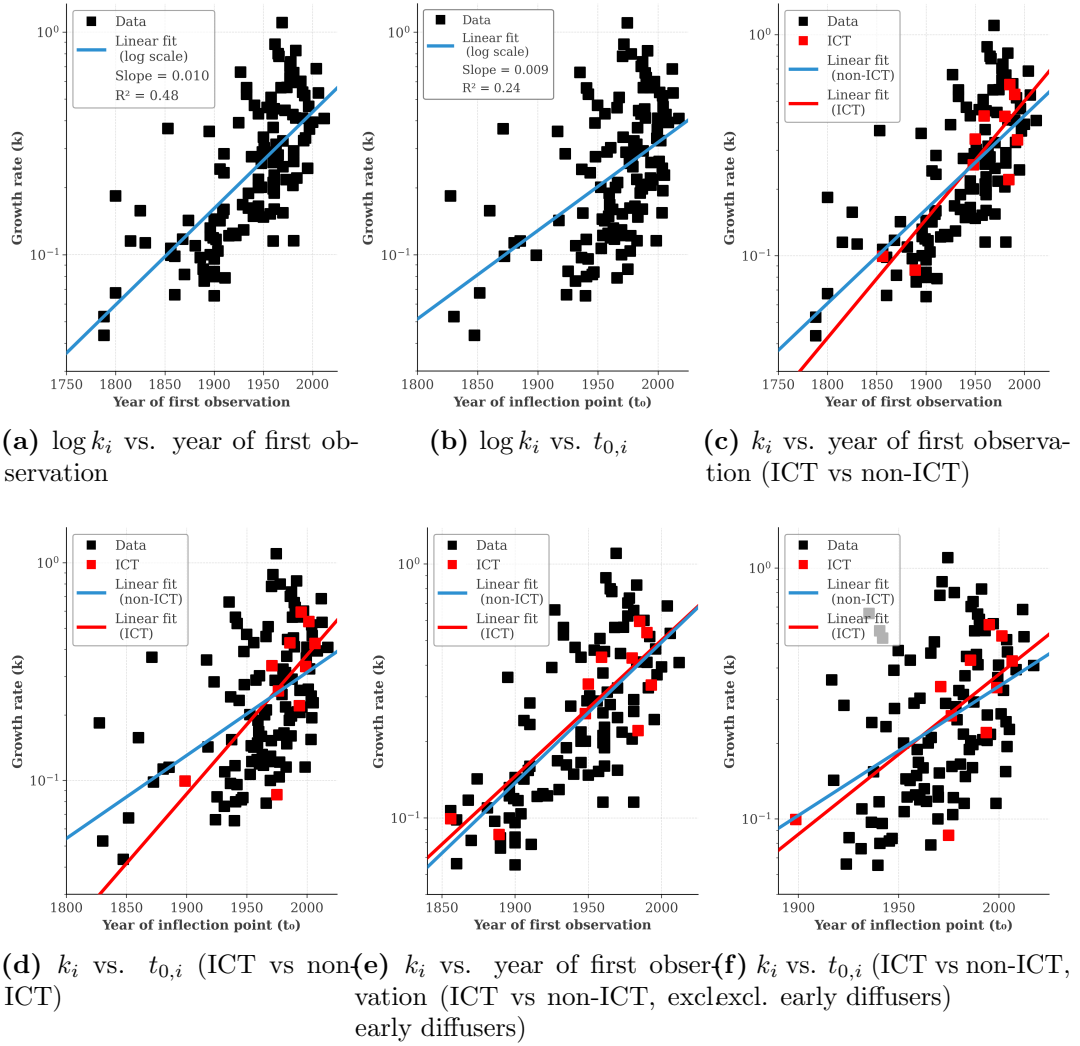 Data
Linear fit
(log scale)
Slope = 0.010
R² = 0.48
10⁰
10⁻¹
Growth rate (k)
1750 1800 1850 1900 1950 2000
Year of first observation
(a) log kᵢ vs. year of first ob-
servation
Data
Linear fit
(log scale)
Slope = 0.009
R² = 0.24
10⁰
10⁻¹
Growth rate (k)
1800 1850 1900 1950 2000
Year of inflection point (t₀)
(b) log kᵢ vs. t₀,ᵢ
Data
ICT
Linear fit
(non-ICT)
Linear fit
(ICT)
10⁰
10⁻¹
Growth rate (k)
1750 1800 1850 1900 1950 2000
Year of first observation
(c) kᵢ vs. year of first observa-
tion (ICT vs non-ICT)
Data
ICT
Linear fit
(non-ICT)
Linear fit
(ICT)
10⁰
10⁻¹
Growth rate (k)
1800 1850 1900 1950 2000
Year of inflection point (t₀)
(d) kᵢ vs. t₀,ᵢ (ICT vs non-
ICT)
Data
ICT
Linear fit
(non-ICT)
Linear fit
(ICT)
10⁰
10⁻¹
Growth rate (k)
1850 1900 1950 2000
Year of first observation
(e) kᵢ vs. year of first obser-
vation (ICT vs non-ICT, excl.
early diffusers)
Data
ICT
Linear fit
(non-ICT)
Linear fit
(ICT)
10⁰
10⁻¹
Growth rate (k)
1900 1950 2000
Year of inflection point (t₀)
(f) kᵢ vs. t₀,ᵢ (ICT vs non-ICT,
excl. early diffusers)